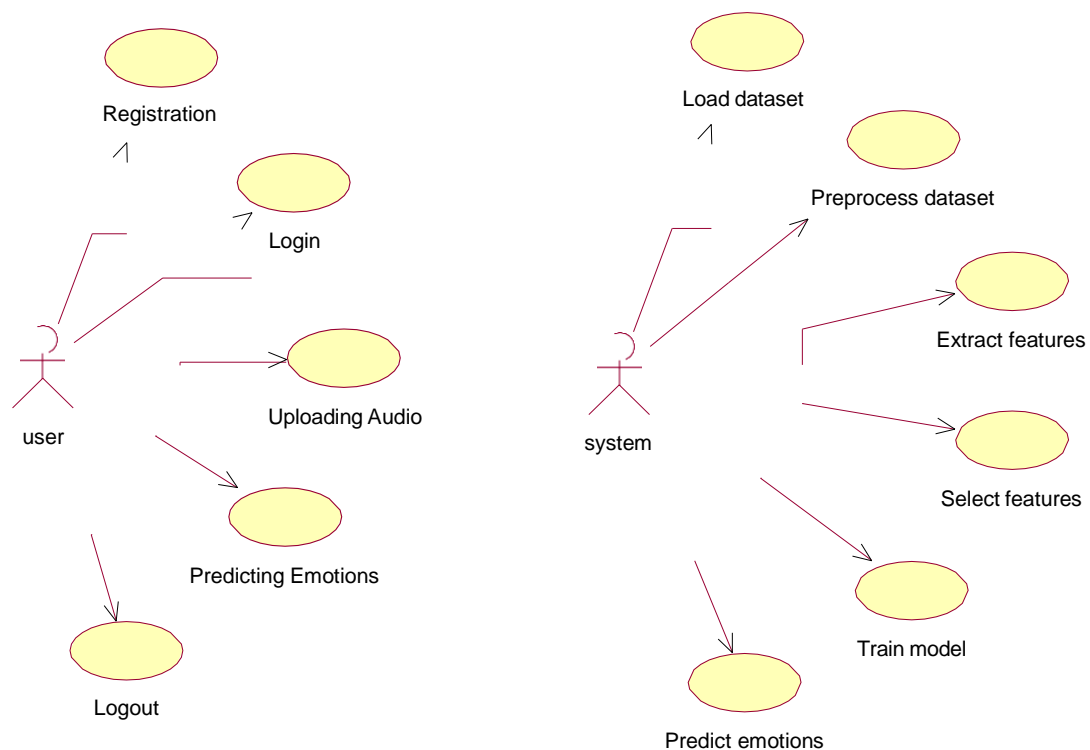 Registration
Login
user
Uploading Audio
Predicting Emotions
Logout
Load dataset
Preprocess dataset
Extract features
system
Select features
Train model
Predict emotions